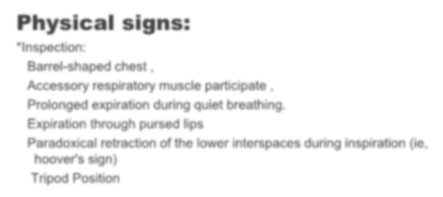 Physical signs:
*Inspection:
Barrel-shaped chest ,
Accessory respiratory muscle participate ,
Prolonged expiration during quiet breathing.
Expiration through pursed lips
Paradoxical retraction of the lower interspaces during inspiration (ie,
hoover's sign)
Tripod Position